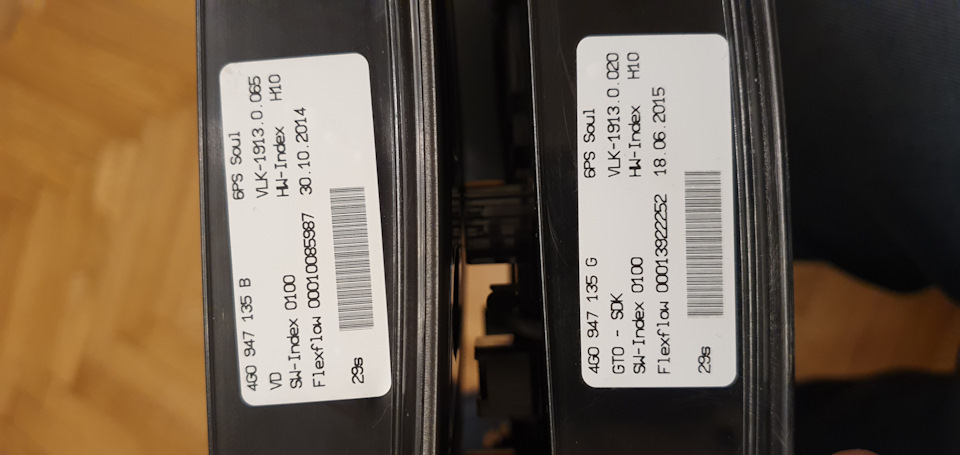 4G0 947 135 B 6PS Soul
VD VLK-1913.0.065
SW-Index 0100 HW-Index H10
Flexflow 00010085987 30.10.2014
29s
4G0 947 135 G 6PS Soul
GTO - SDK VLK-1913.0.020
SW-Index 0100 HW-Index H10
Flexflow 00013922252 18.06.2015
29s